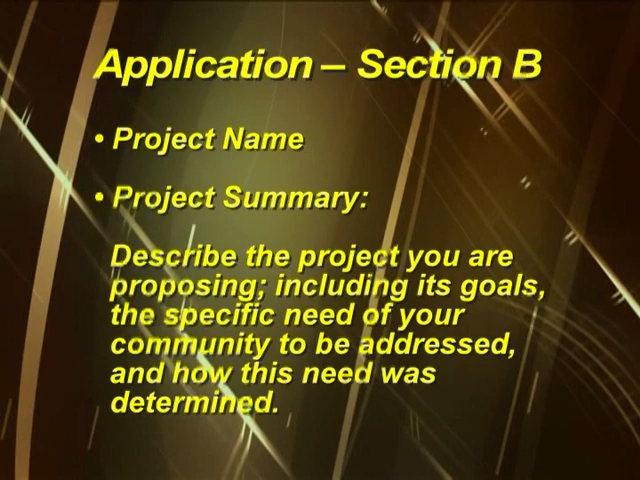 Application – Section B
• Project Name
• Project Summary:
Describe the project you are
proposing; including its goals,
the specific need of your
community to be addressed,
and how this need was
determined.